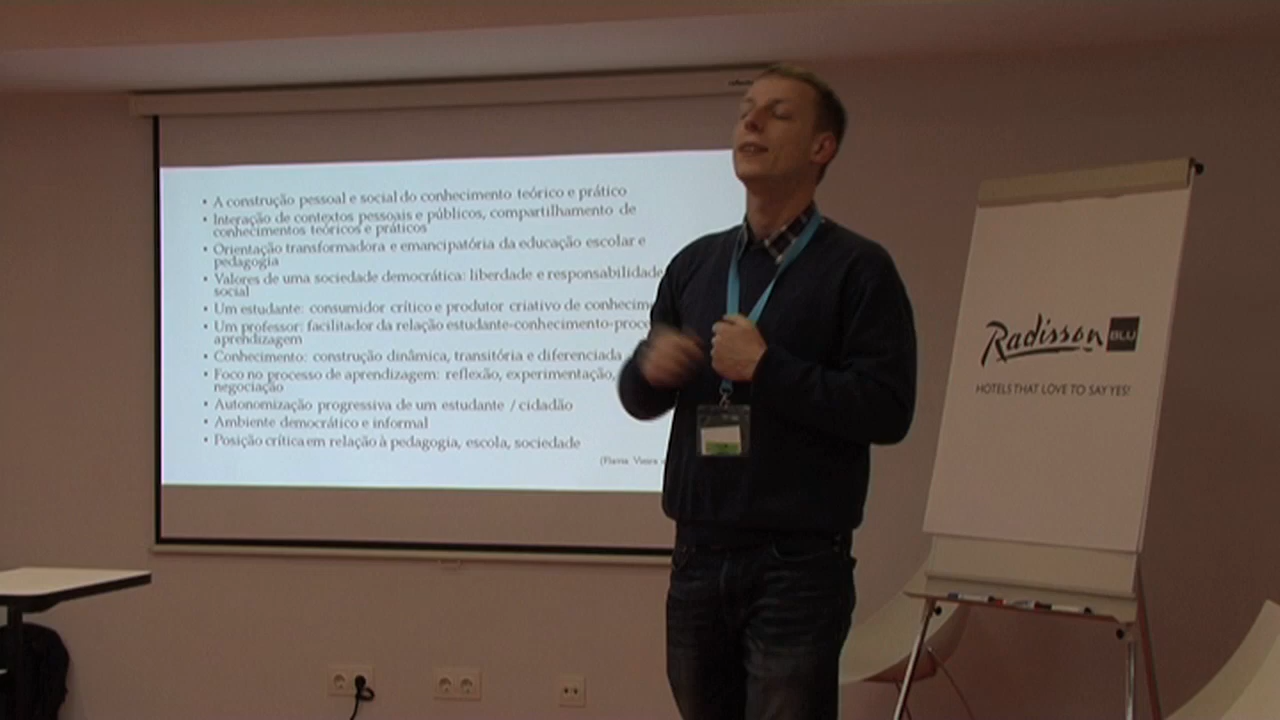 • A construção pessoal e social do conhecimento teórico e prático
• Interação de contextos pessoais e públicos, compartilhamento de
conhecimentos teóricos e práticos
• Orientação transformadora e emancipatória da educação escolar e
pedagogia
• Valores de uma sociedade democrática: liberdade e responsabilidade
social
• Um estudante: consumidor crítico e produtor criativo de conhecim
• Um professor: facilitador da relação estudante-conhecimento-proce
aprendizagem
• Conhecimento: construção dinâmica, transitória e diferenciada
• Foco no processo de aprendizagem: reflexão, experimentação,
negociação
• Autonomização progressiva de um estudante / cidadão
• Ambiente democrático e informal
• Posição crítica em relação à pedagogia, escola, sociedade
(Flavia Vieira
Radisson BLU
HOTELS THAT LOVE TO SAY YES!